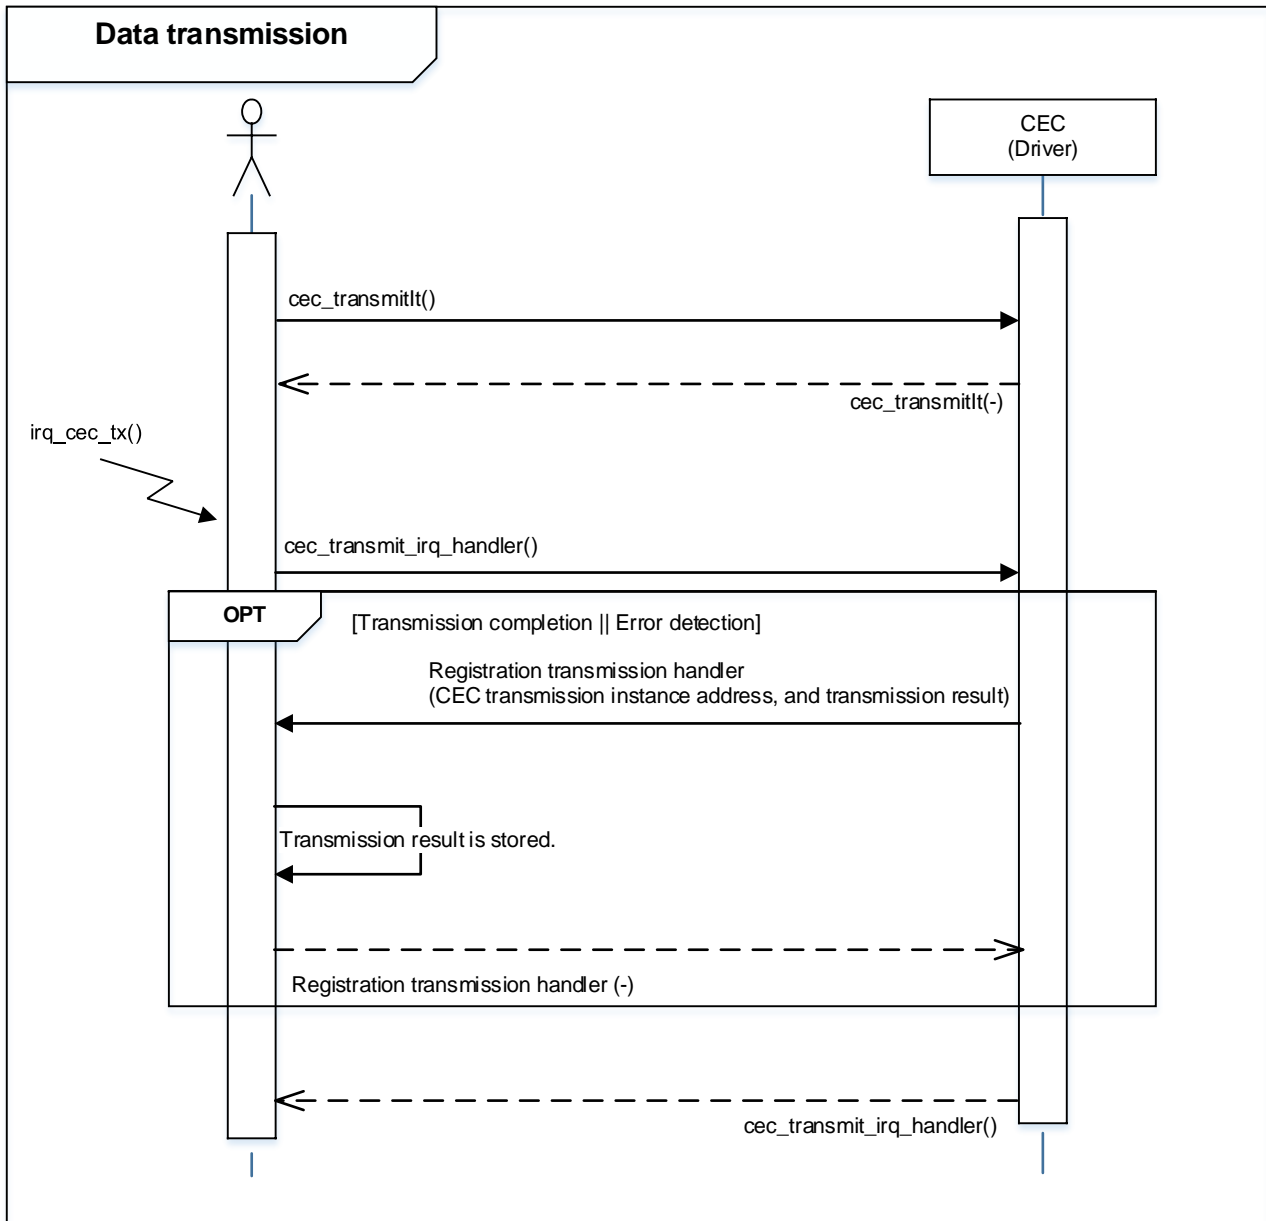 Data transmission
CEC
(Driver)
cec_transmitIt()
cec_transmitIt(-)
irq_cec_tx()
cec_transmit_irq_handler()
OPT
[Transmission completion || Error detection]
Registration transmission handler
(CEC transmission instance address, and transmission result)
Transmission result is stored.
Registration transmission handler (-)
cec_transmit_irq_handler()